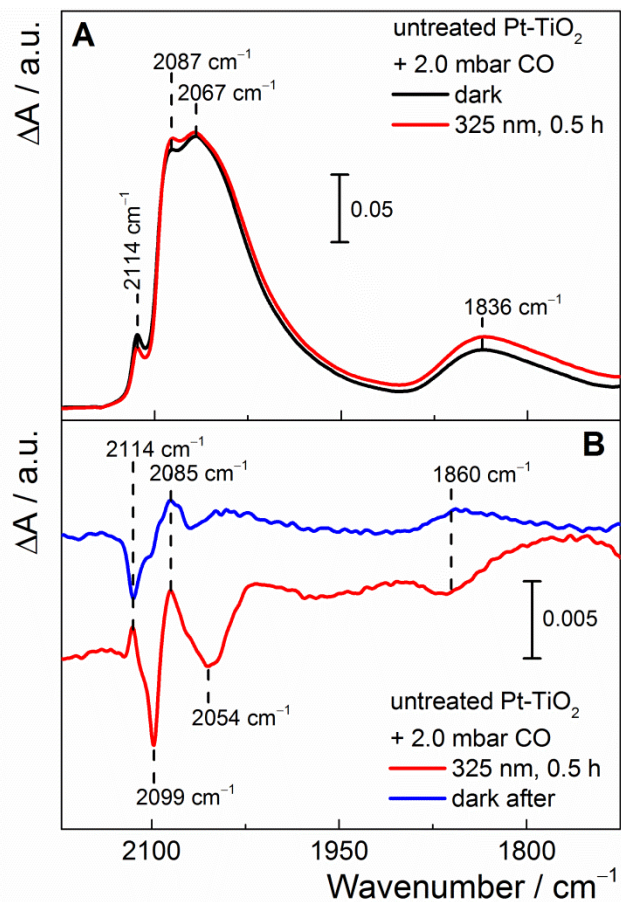 A
untreated Pt-TiO₂
+ 2.0 mbar CO
dark
325 nm, 0.5 h
2087 cm⁻¹
2067 cm⁻¹
2114 cm⁻¹
0.05
1836 cm⁻¹
ΔA / a.u.
B
2114 cm⁻¹
2085 cm⁻¹
1860 cm⁻¹
0.005
2054 cm⁻¹
2099 cm⁻¹
untreated Pt-TiO₂
+ 2.0 mbar CO
325 nm, 0.5 h
dark after
ΔA / a.u.
2100
1950
1800
Wavenumber / cm⁻¹